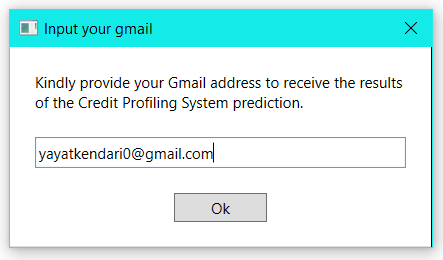 Input your gmail
Kindly provide your Gmail address to receive the results
of the Credit Profiling System prediction.
yayatkendari0@gmail.com
Ok